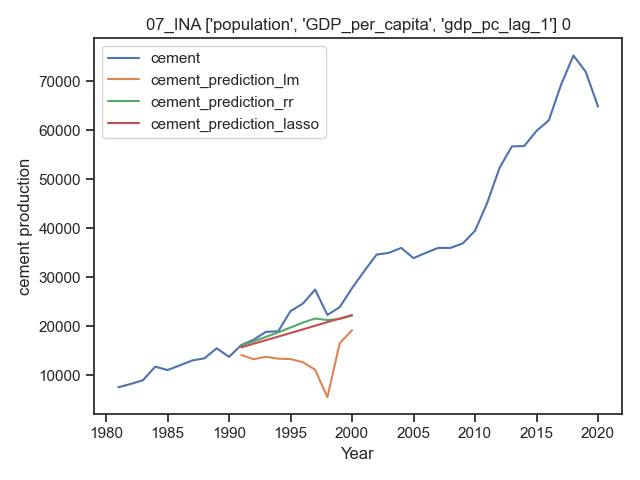 07_INA ['population', 'GDP_per_capita', 'gdp_pc_lag_1'] 0
cement
cement_prediction_lm
cement_prediction_rr
cement_prediction_lasso
70000
60000
50000
40000
30000
20000
10000
cement production
1980 1985 1990 1995 2000 2005 2010 2015 2020
Year